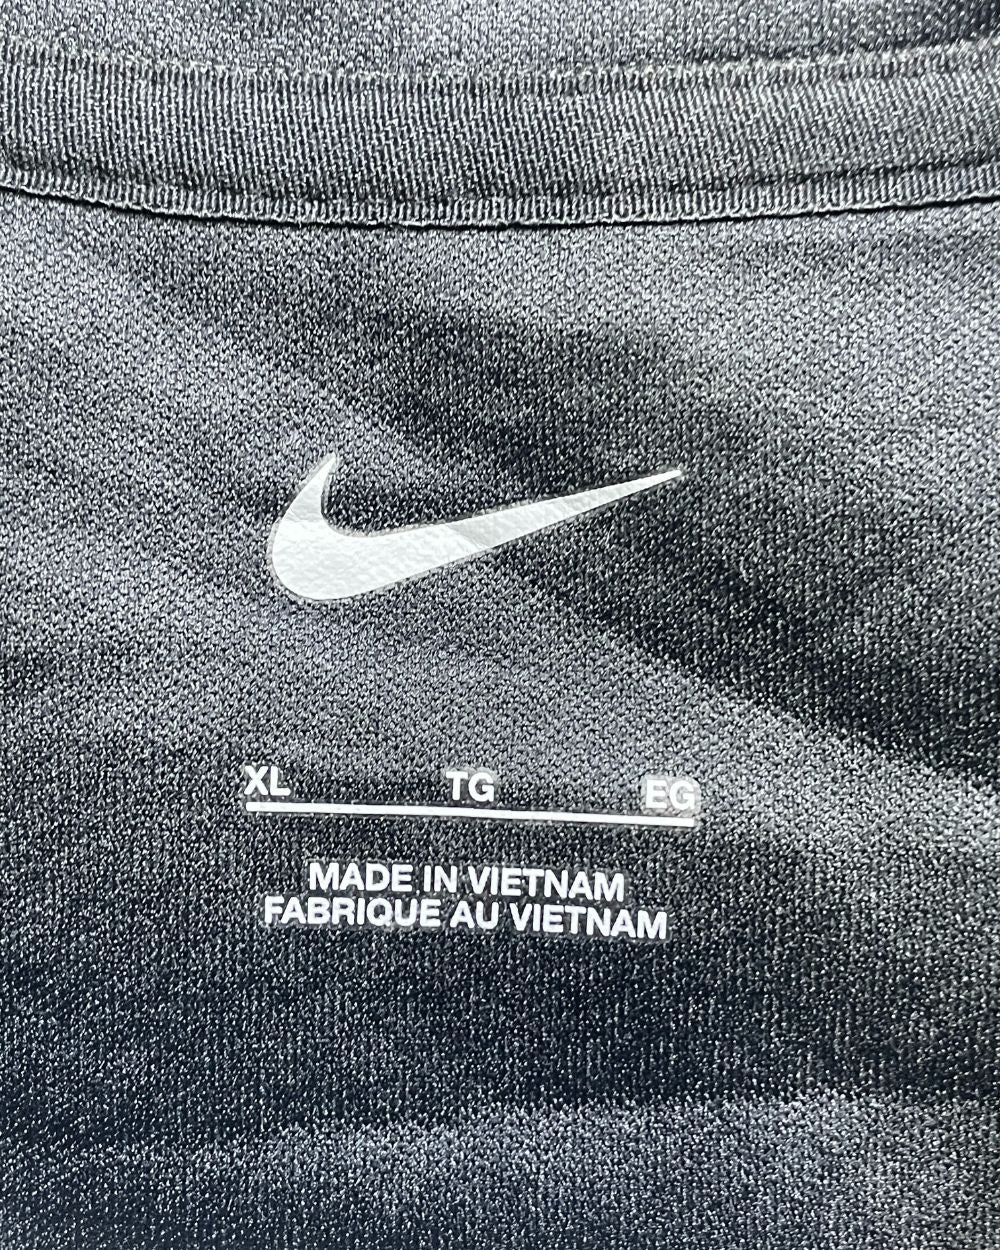 XL TG EG
MADE IN VIETNAM
FABRIQUE AU VIETNAM